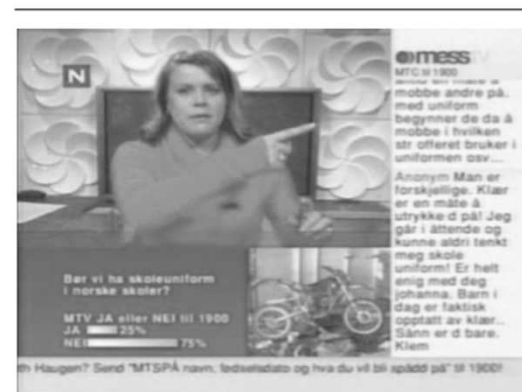 N
mess
MTC til 1900
mobbe andre på.
med uniform
begynner de da å
mobbe i hvilken
str offeret bruker i
uniformen osv...
Anonym Man er
forskjellige. Klær
er en måte å
utrykke d på! Jeg
går i åttende og
kunne aldri tenkt
meg skole
uniform! Er helt
enig med deg
johanna. Barn i
dag er faktisk
opptatt av klær..
Sånn er d bare.
Klem
Bør vi ha skoleuniform
i norske skoler?
MTV JA eller NEI til 1900
JA 25%
NEI 75%
th Haugen? Send "MTSPÅ navn, fødselsdato og hva du vil bli spådd på" til 1900!